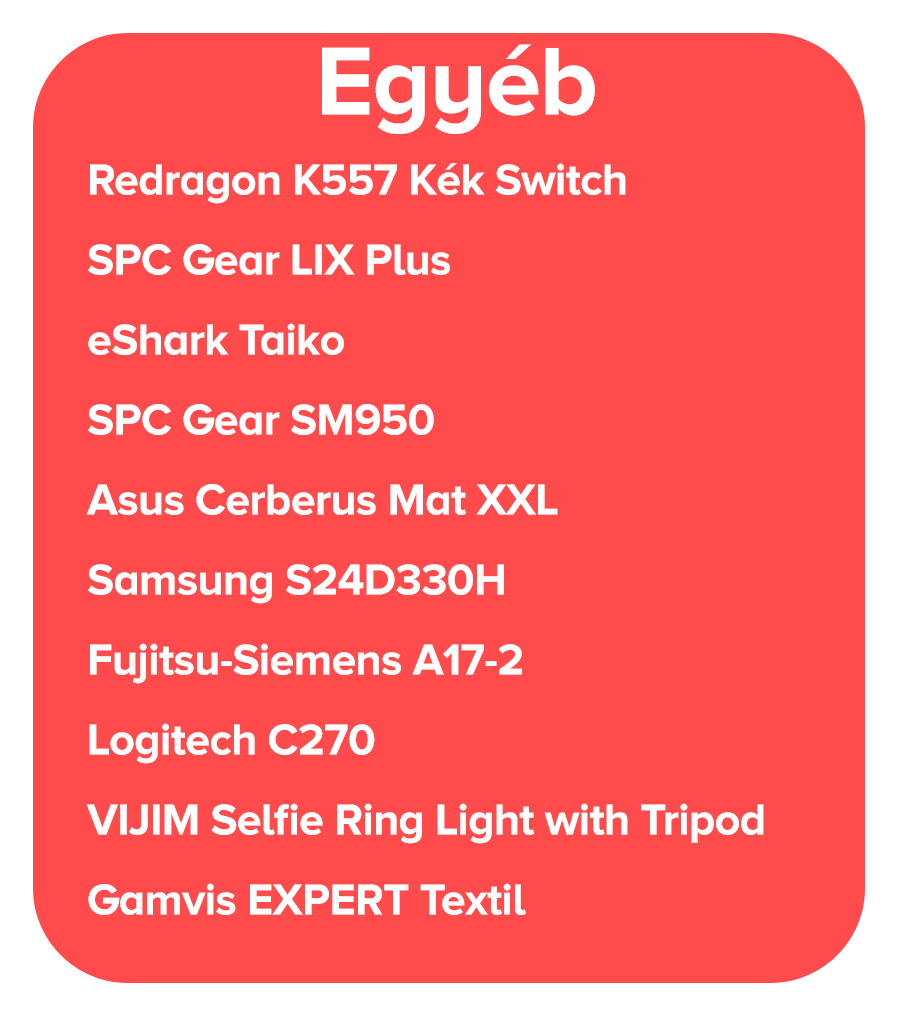 Egyéb
Redragon K557 Kék Switch
SPC Gear LIX Plus
eShark Taiko
SPC Gear SM950
Asus Cerberus Mat XXL
Samsung S24D330H
Fujitsu-Siemens A17-2
Logitech C270
VIJIM Selfie Ring Light with Tripod
Gamvis EXPERT Textil